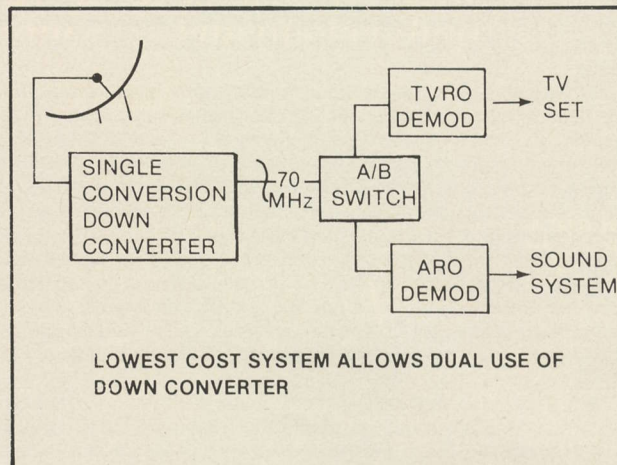 SINGLE
CONVERSION
DOWN
CONVERTER
70
MHz
A/B
SWITCH
TVRO
DEMOD
TV
SET
ARO
DEMOD
SOUND
SYSTEM
LOWEST COST SYSTEM ALLOWS DUAL USE OF
DOWN CONVERTER